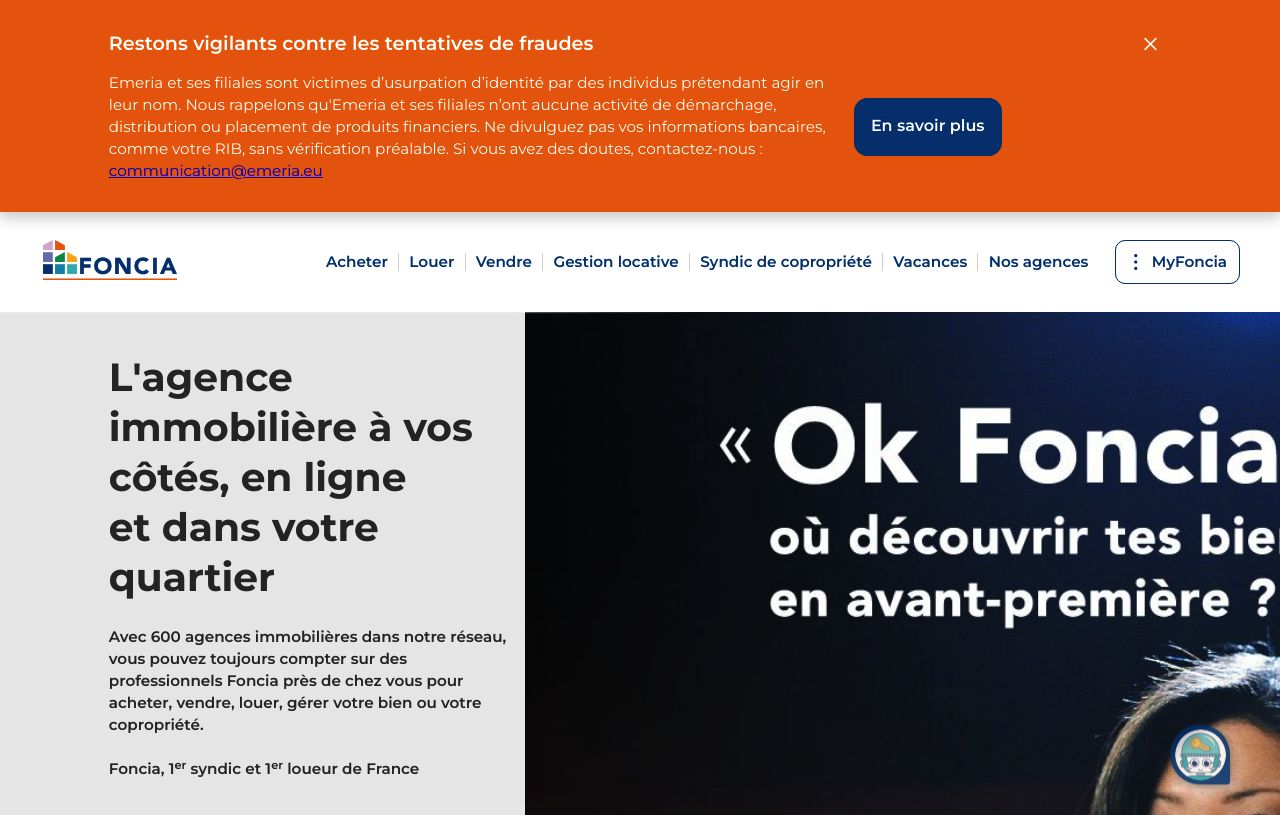 Restons vigilants contre les tentatives de fraudes
Emeria et ses filiales sont victimes d’usurpation d’identité par des individus prétendant agir en
leur nom. Nous rappelons qu'Emeria et ses filiales n’ont aucune activité de démarchage,
distribution ou placement de produits financiers. Ne divulguez pas vos informations bancaires,
comme votre RIB, sans vérification préalable. Si vous avez des doutes, contactez-nous :
communication@emeria.eu
En savoir plus
FONCIA
Acheter
Louer
Vendre
Gestion locative
Syndic de copropriété
Vacances
Nos agences
MyFoncia
L'agence
immobilière à vos
côtés, en ligne
et dans votre
quartier
Avec 600 agences immobilières dans notre réseau,
vous pouvez toujours compter sur des
professionnels Foncia près de chez vous pour
acheter, vendre, louer, gérer votre bien ou votre
copropriété.
Foncia, 1er syndic et 1er loueur de France
« Ok Foncia
où découvrir tes
en avant-première ?